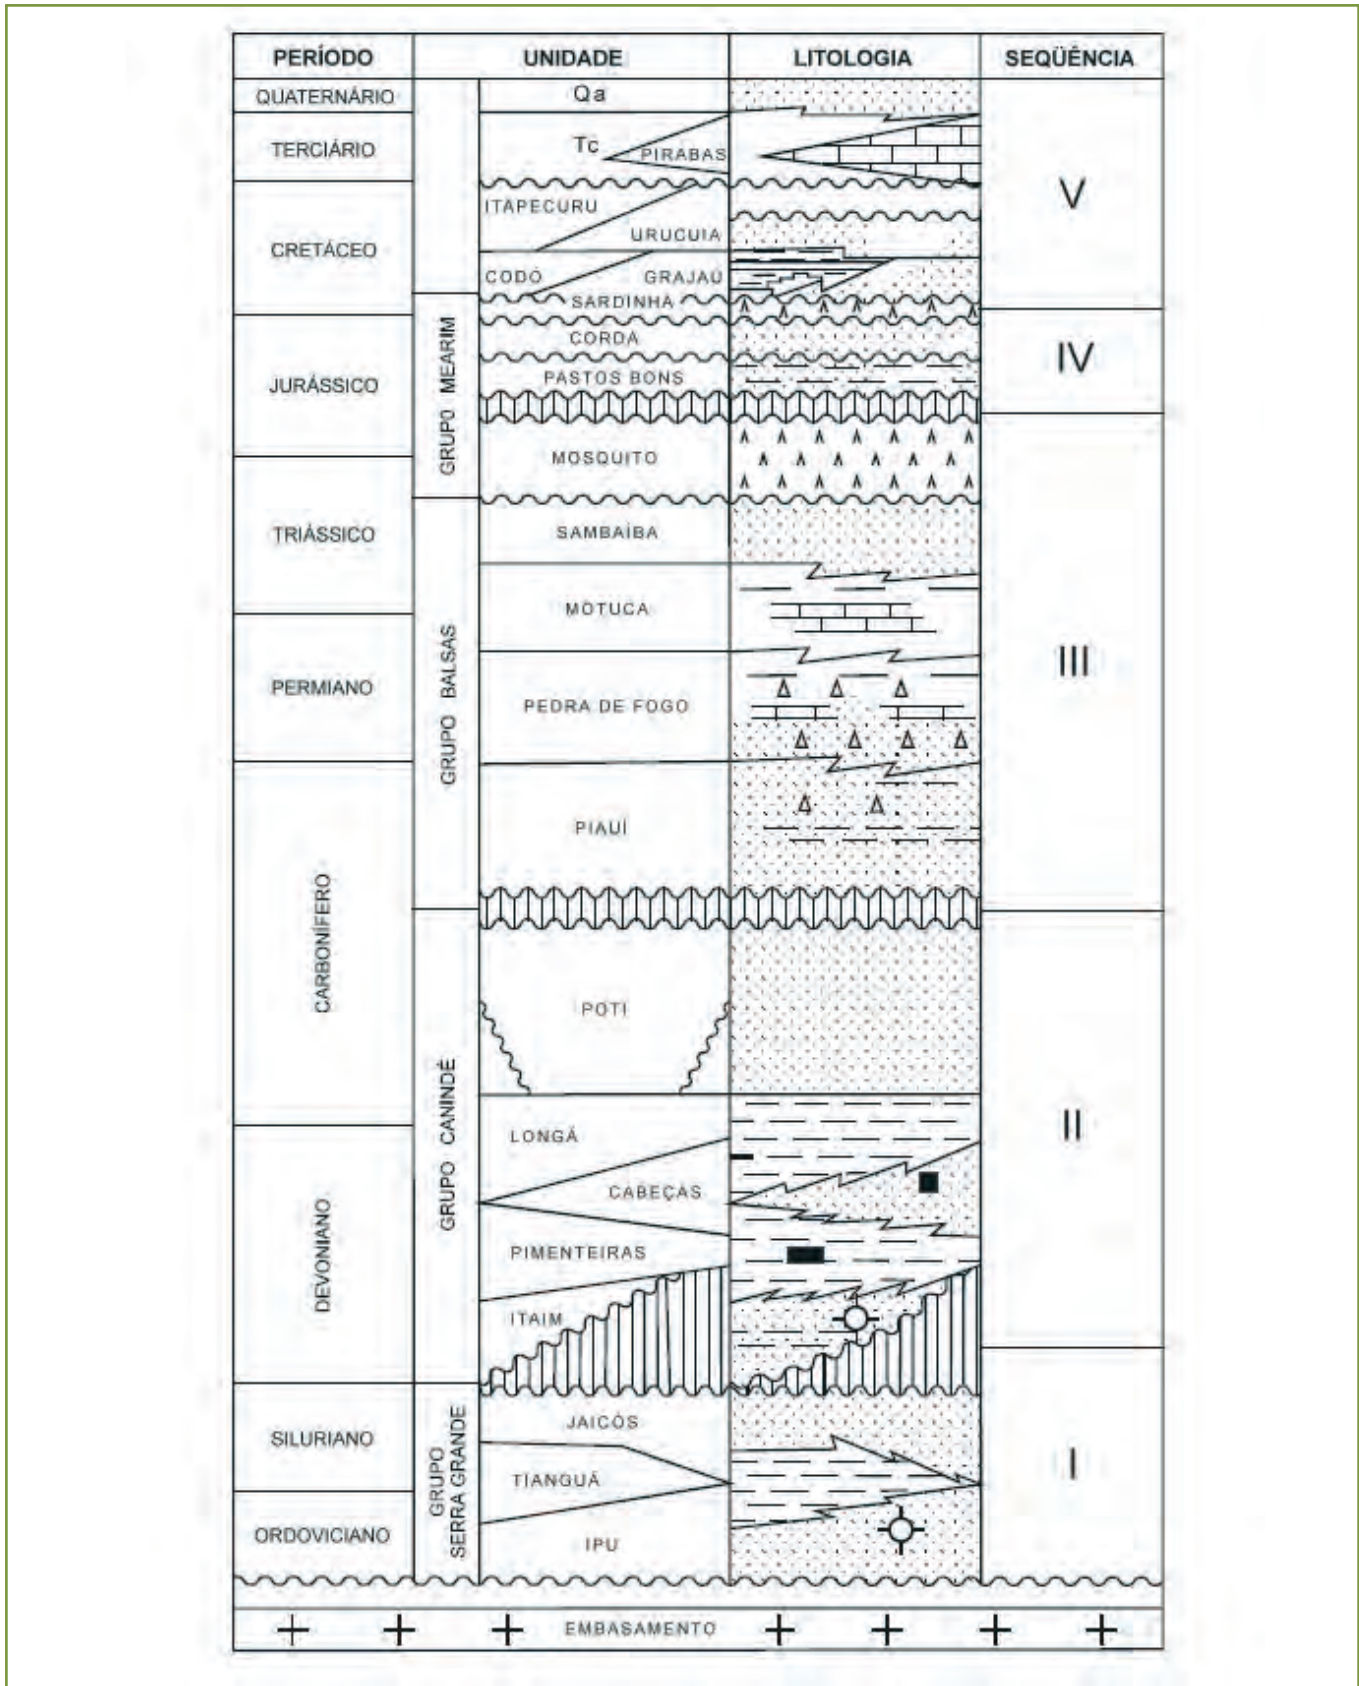 PERÍODO UNIDADE LITOLOGIA SEQÜÊNCIA
QUATERNÁRIO Qa
TERCIÁRIO Tc PIRABAS
V
ITAPECURU
URUCUIA
CRETÁCEO
CODÓ GRAJAÚ
SARDINHA
GRUPO MEARIM
CORDA
IV
JURÁSSICO PASTOS BONS
MOSQUITO
TRIÁSSICO SAMBAÍBA
MOTUCA
GRUPO BALSAS
III
PERMIANO PEDRA DE FOGO
PIAUÍ
CARBONÍFERO
POTI
GRUPO CANINDÉ
II
LONGÁ
CABEÇAS
DEVONIANO
PIMENTEIRAS
ITAIM
JAICÓS
SILURIANO
GRUPO
SERRA GRANDE
I
TIANGUÁ
ORDOVICIANO IPU
EMBASAMENTO